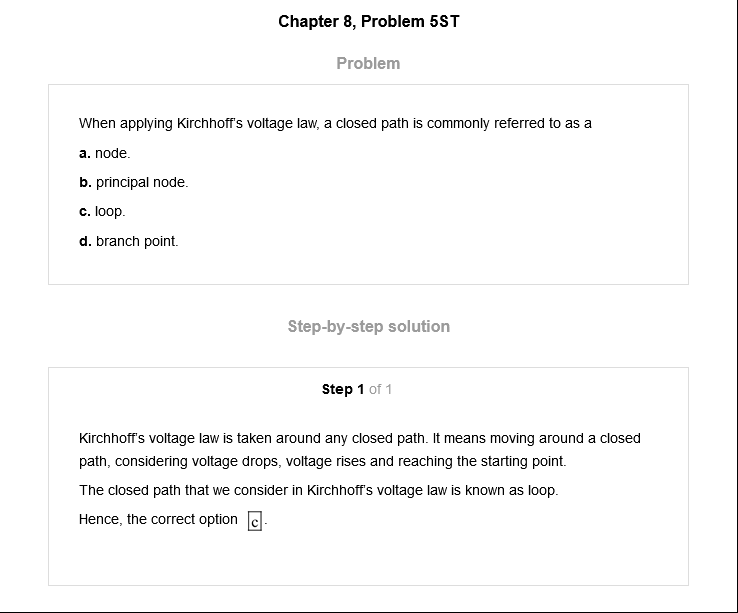 Chapter 8, Problem 5ST
Problem
When applying Kirchhoff's voltage law, a closed path is commonly referred to as a
a. node.
b. principal node.
c. loop.
d. branch point.
Step-by-step solution
Step 1 of 1
Kirchhoff's voltage law is taken around any closed path. It means moving around a closed
path, considering voltage drops, voltage rises and reaching the starting point.
The closed path that we consider in Kirchhoff's voltage law is known as loop.
Hence, the correct option c.